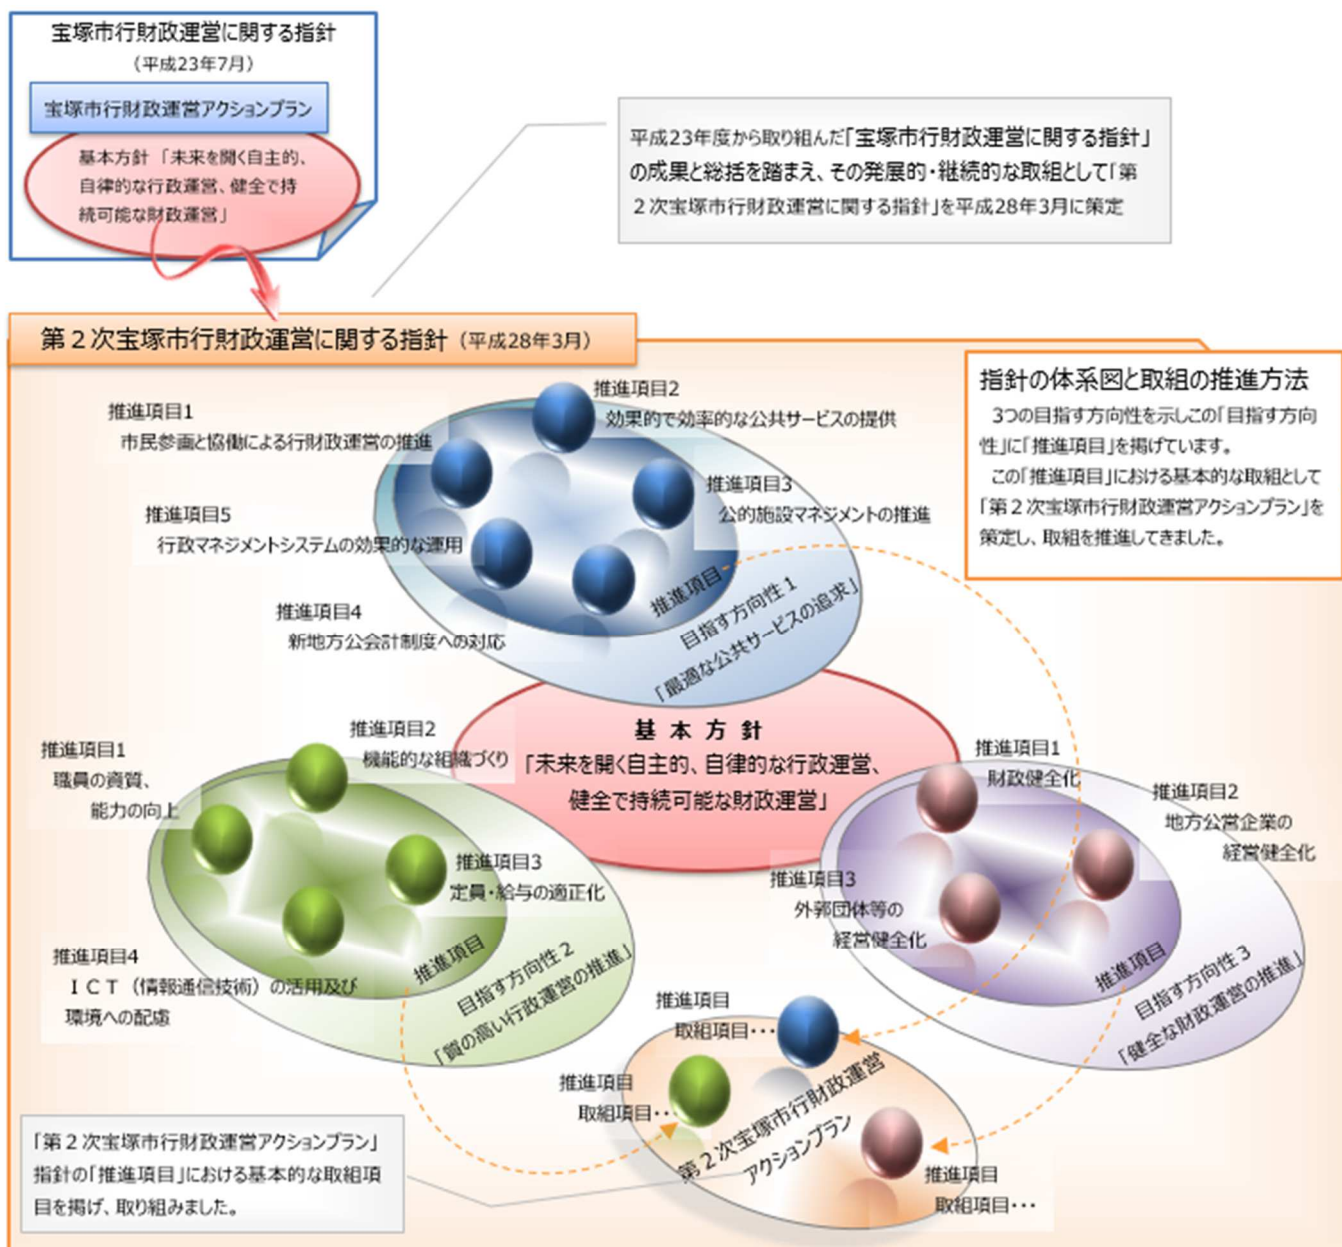 宝塚市行財政運営に関する指針
（平成23年7月）
宝塚市行財政運営アクションプラン
基本方針 「未来を開く自主的、
自律的な行政運営、健全で持
続可能な財政運営」
平成23年度から取り組んだ「宝塚市行財政運営に関する指針」
の成果と総括を踏まえ、その発展的・継続的な取組として「第
２次宝塚市行財政運営に関する指針」を平成28年3月に策定
第２次宝塚市行財政運営に関する指針（平成28年3月）
指針の体系図と取組の推進方法
3つの目指す方向性を示しこの「目指す方向
性」に「推進項目」を掲げています。
この「推進項目」における基本的な取組として
「第２次宝塚市行財政運営アクションプラン」を
策定し、取組を推進してきました。
推進項目1
市民参画と協働による行財政運営の推進
推進項目2
効果的で効率的な公共サービスの提供
推進項目3
公的施設マネジメントの推進
推進項目5
行政マネジメントシステムの効果的な運用
推進項目4
新地方公会計制度への対応
推進項目
目指す方向性１
「最適な公共サービスの追求」
基本方針
「未来を開く自主的、自律的な行政運営、
健全で持続可能な財政運営」
推進項目1
職員の資質、
能力の向上
推進項目2
機能的な組織づくり
推進項目3
定員・給与の適正化
推進項目4
ＩＣＴ（情報通信技術）の活用及び
環境への配慮
推進項目
目指す方向性２
「質の高い行政運営の推進」
推進項目1
財政健全化
推進項目2
地方公営企業の
経営健全化
推進項目3
外郭団体等の
経営健全化
推進項目
目指す方向性３
「健全な財政運営の推進」
推進項目
取組項目･･･
推進項目
取組項目･･･
第２次宝塚市行財政運営
アクションプラン
推進項目
取組項目･･･
「第２次宝塚市行財政運営アクションプラン」
指針の「推進項目」における基本的な取組項
目を掲げ、取り組みました。